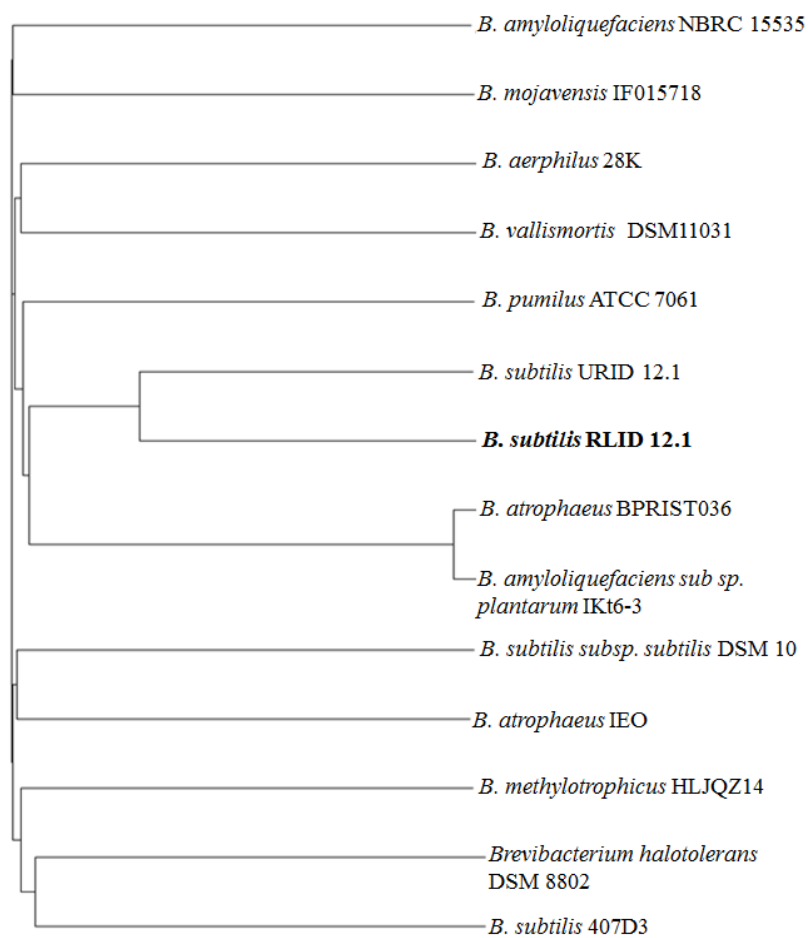 B. amyloliquefaciens NBRC 15535
B. mojavensis IF015718
B. aerphilus 28K
B. vallismortis DSM11031
B. pumilus ATCC 7061
B. subtilis URID 12.1
B. subtilis RLID 12.1
B. atrophaeus BPRIST036
B. amyloliquefaciens sub sp.
plantarum IKt6-3
B. subtilis subsp. subtilis DSM 10
B. atrophaeus IEO
B. methylotrophicus HLJQZ14
Brevibacterium halotolerans
DSM 8802
B. subtilis 407D3